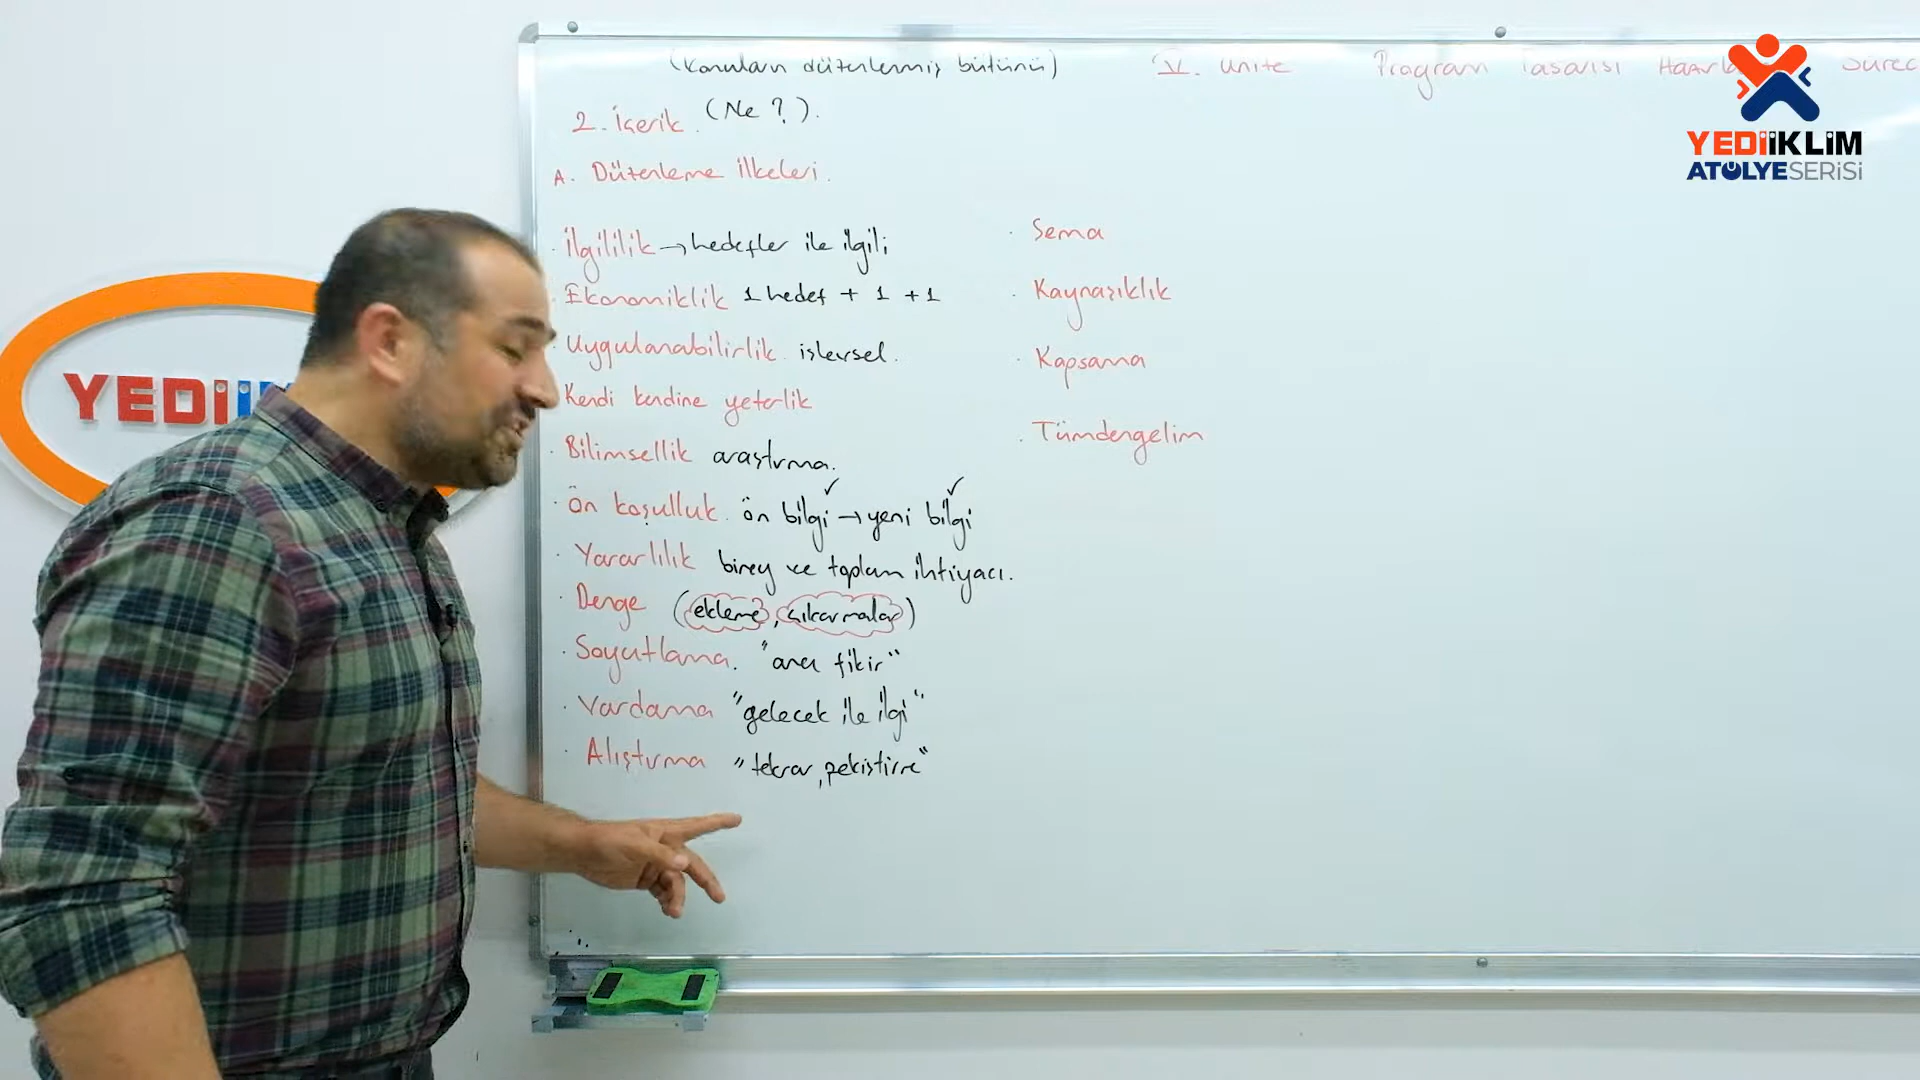 (Konuların düzenlenmiş bütünü) IV. Ünite Program Tasarısı
YEDİİKLİM
ATÖLYESERİSİ
2. İçerik (Ne?).
A. Düzenleme İlkeleri.
· İlgililik → hedefler ile ilgili
· Ekonomiklik 1 hedef + 1 + 1
· Uygulanabilirlik işlevsel.
Kendi kendine yeterlik
· Bilimsellik araştırma.
· Ön koşulluk. ön bilgi → yeni bilgi
· Yararlılık birey ve toplum ihtiyacı.
· Denge (ekleme, çıkarmalar)
· Soyutlama. "ana fikir"
· Yardama "gelecek ile ilgi"
· Alıştırma "tekrar, pekiştirme"
· Şema
· Kaynaşıklık
· Kapsama
· Tümdengelim
YEDİİ